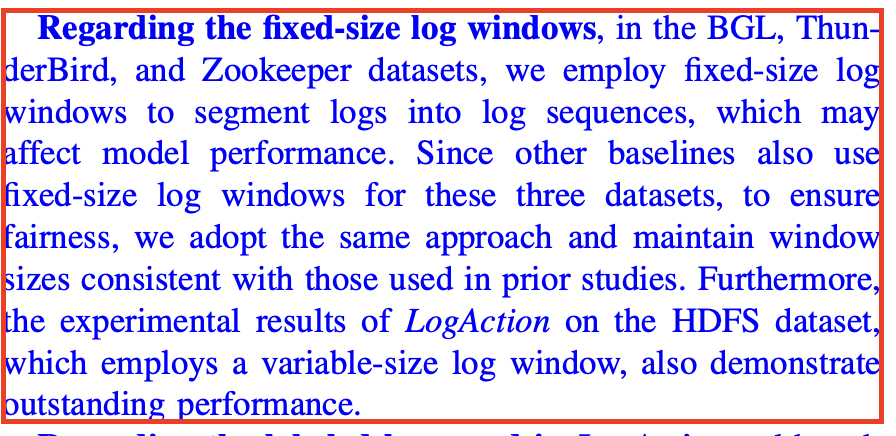 Regarding the fixed-size log windows, in the BGL, Thun-
derBird, and Zookeeper datasets, we employ fixed-size log
windows to segment logs into log sequences, which may
affect model performance. Since other baselines also use
fixed-size log windows for these three datasets, to ensure
fairness, we adopt the same approach and maintain window
sizes consistent with those used in prior studies. Furthermore,
the experimental results of LogAction on the HDFS dataset,
which employs a variable-size log window, also demonstrate
outstanding performance.